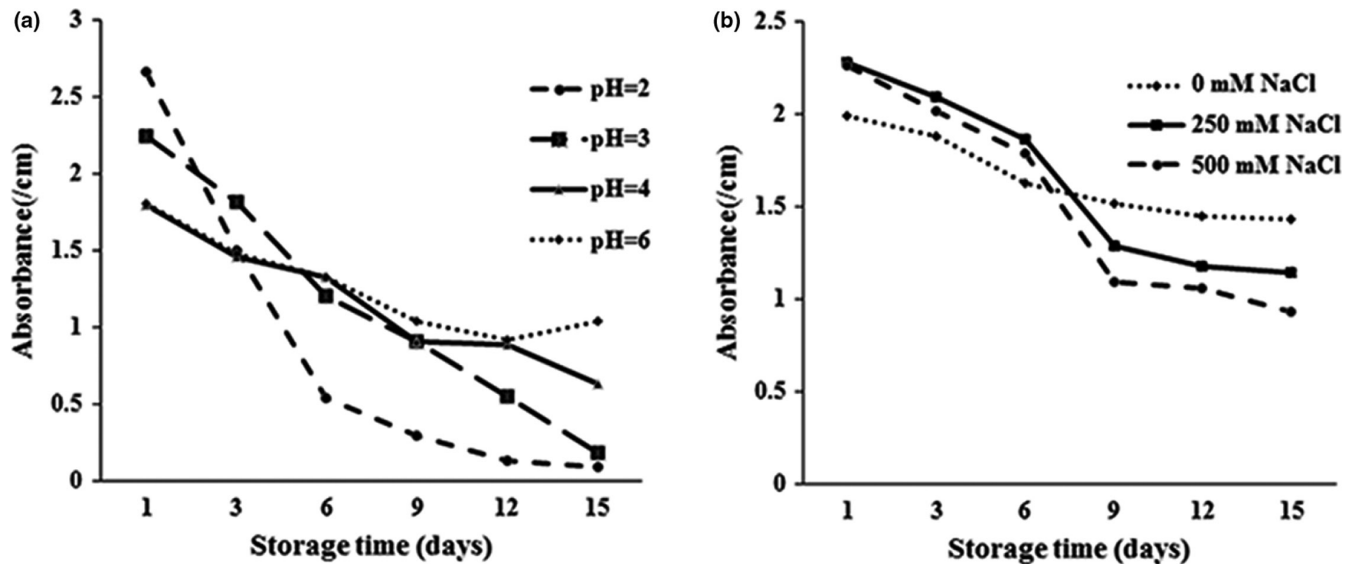 (a)
3
2.5
2
1.5
1
0.5
0
Absorbance(/cm)
pH=2
pH=3
pH=4
pH=6
1 3 6 9 12 15
Storage time (days)
(b)
2.5
2
1.5
1
0.5
0
Absorbance(/cm)
0 mM NaCl
250 mM NaCl
500 mM NaCl
1 3 6 9 12 15
Storage time (days)